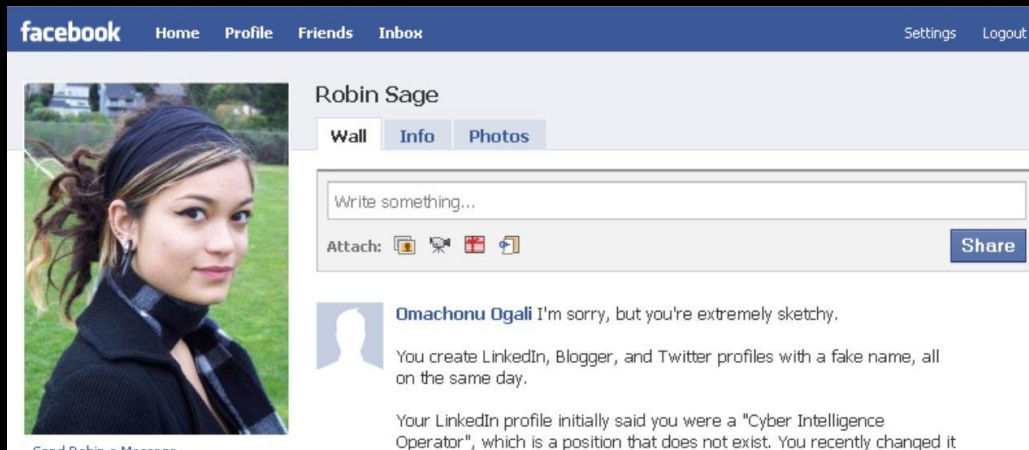 facebook Home Profile Friends Inbox Settings Logout
Robin Sage
Wall Info Photos
Write something...
Attach: Share
Omachonu Ogali I'm sorry, but you're extremely sketchy.
You create LinkedIn, Blogger, and Twitter profiles with a fake name, all
on the same day.
Your LinkedIn profile initially said you were a "Cyber Intelligence
Operator", which is a position that does not exist. You recently changed it
Send Robin a Message